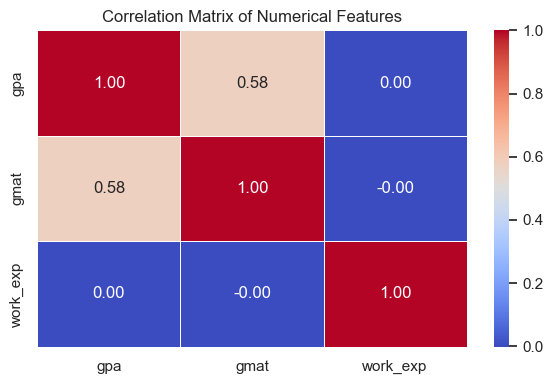 Correlation Matrix of Numerical Features
gpa
1.00
0.58
0.00
gmat
0.58
1.00
-0.00
work_exp
0.00
-0.00
1.00
gpa
gmat
work_exp
1.0
0.8
0.6
0.4
0.2
0.0